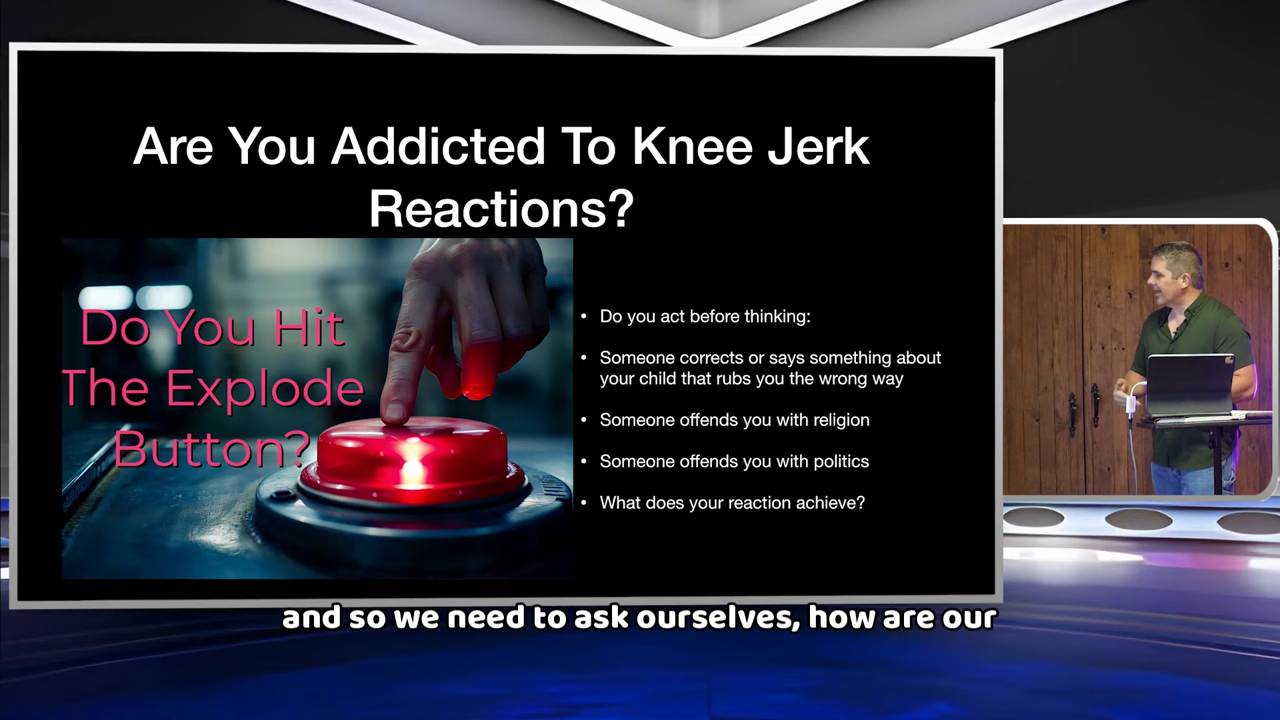 Are You Addicted To Knee Jerk
Reactions?
Do You Hit
The Explode
Button?
• Do you act before thinking:
• Someone corrects or says something about
your child that rubs you the wrong way
• Someone offends you with religion
• Someone offends you with politics
• What does your reaction achieve?
and so we need to ask ourselves, how are our